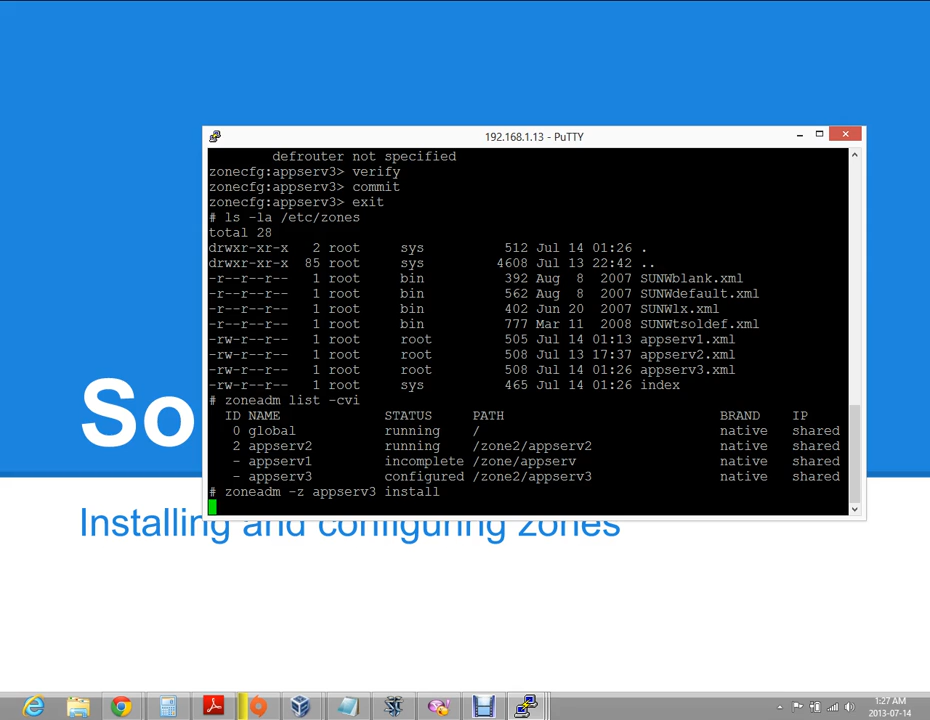 192.168.1.13 - PuTTY
defrouter not specified
zonecfg:appserv3> verify
zonecfg:appserv3> commit
zonecfg:appserv3> exit
# ls -la /etc/zones
total 28
drwxr-xr-x 2 root sys 512 Jul 14 01:26 .
drwxr-xr-x 85 root sys 4608 Jul 13 22:42 ..
-r--r--r-- 1 root bin 392 Aug 8 2007 SUNWblank.xml
-r--r--r-- 1 root bin 562 Aug 8 2007 SUNWdefault.xml
-r--r--r-- 1 root bin 402 Jun 20 2007 SUNWlx.xml
-r--r--r-- 1 root bin 777 Mar 11 2008 SUNWtsoldef.xml
-rw-r--r-- 1 root root 505 Jul 14 01:13 appserv1.xml
-rw-r--r-- 1 root root 508 Jul 13 17:37 appserv2.xml
-rw-r--r-- 1 root root 508 Jul 14 01:26 appserv3.xml
-rw-r--r-- 1 root sys 465 Jul 14 01:26 index
# zoneadm list -cvi
ID NAME STATUS PATH BRAND IP
0 global running / native shared
2 appserv2 running /zone2/appserv2 native shared
- appserv1 incomplete /zone/appserv native shared
- appserv3 configured /zone2/appserv3 native shared
# zoneadm -z appserv3 install
So
Installing and configuring zones
1:27 AM
2013-07-14